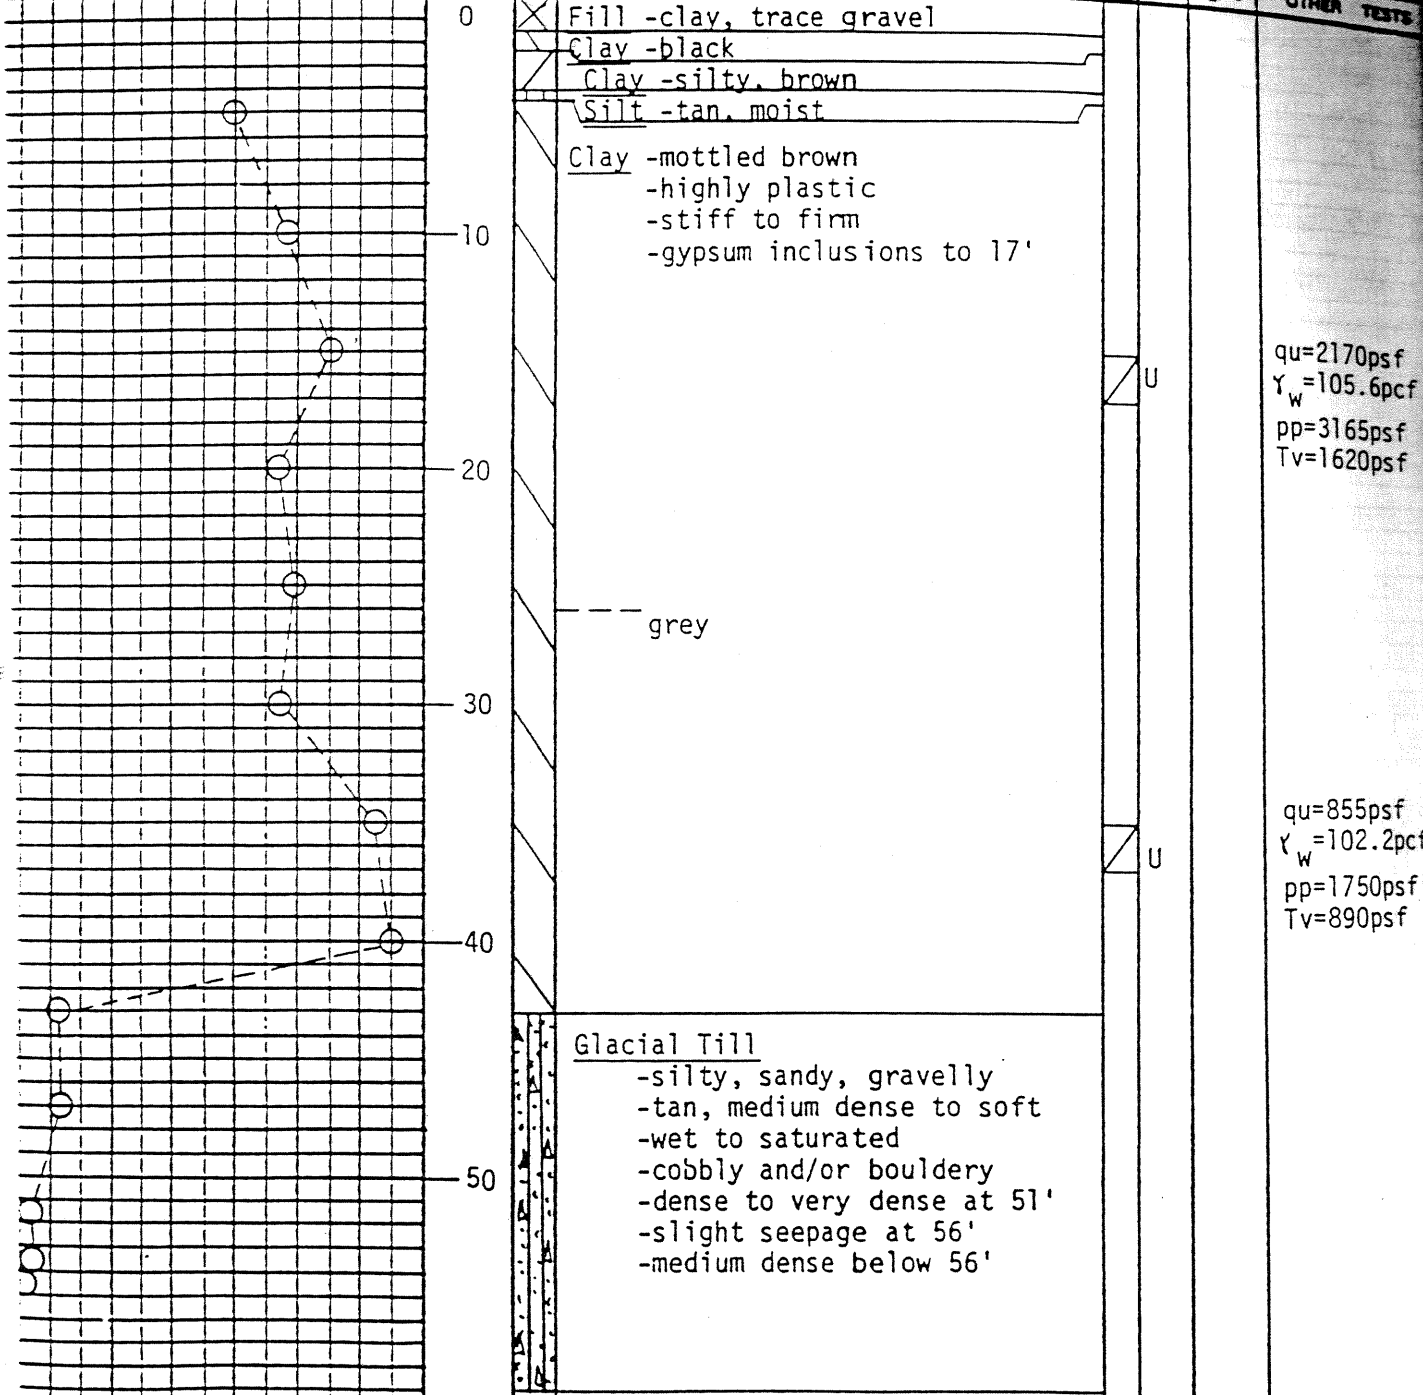 OTHER TESTS
0
Fill -clay, trace gravel
Clay -black
Clay -silty, brown
Silt -tan, moist
Clay -mottled brown
-highly plastic
-stiff to firm
-gypsum inclusions to 17'
10
U
qu=2170psf
γw=105.6pcf
pp=3165psf
Tv=1620psf
20
grey
30
U
qu=855psf
γw=102.2pcf
pp=1750psf
Tv=890psf
40
Glacial Till
-silty, sandy, gravelly
-tan, medium dense to soft
-wet to saturated
-cobbly and/or bouldery
-dense to very dense at 51'
-slight seepage at 56'
-medium dense below 56'
50